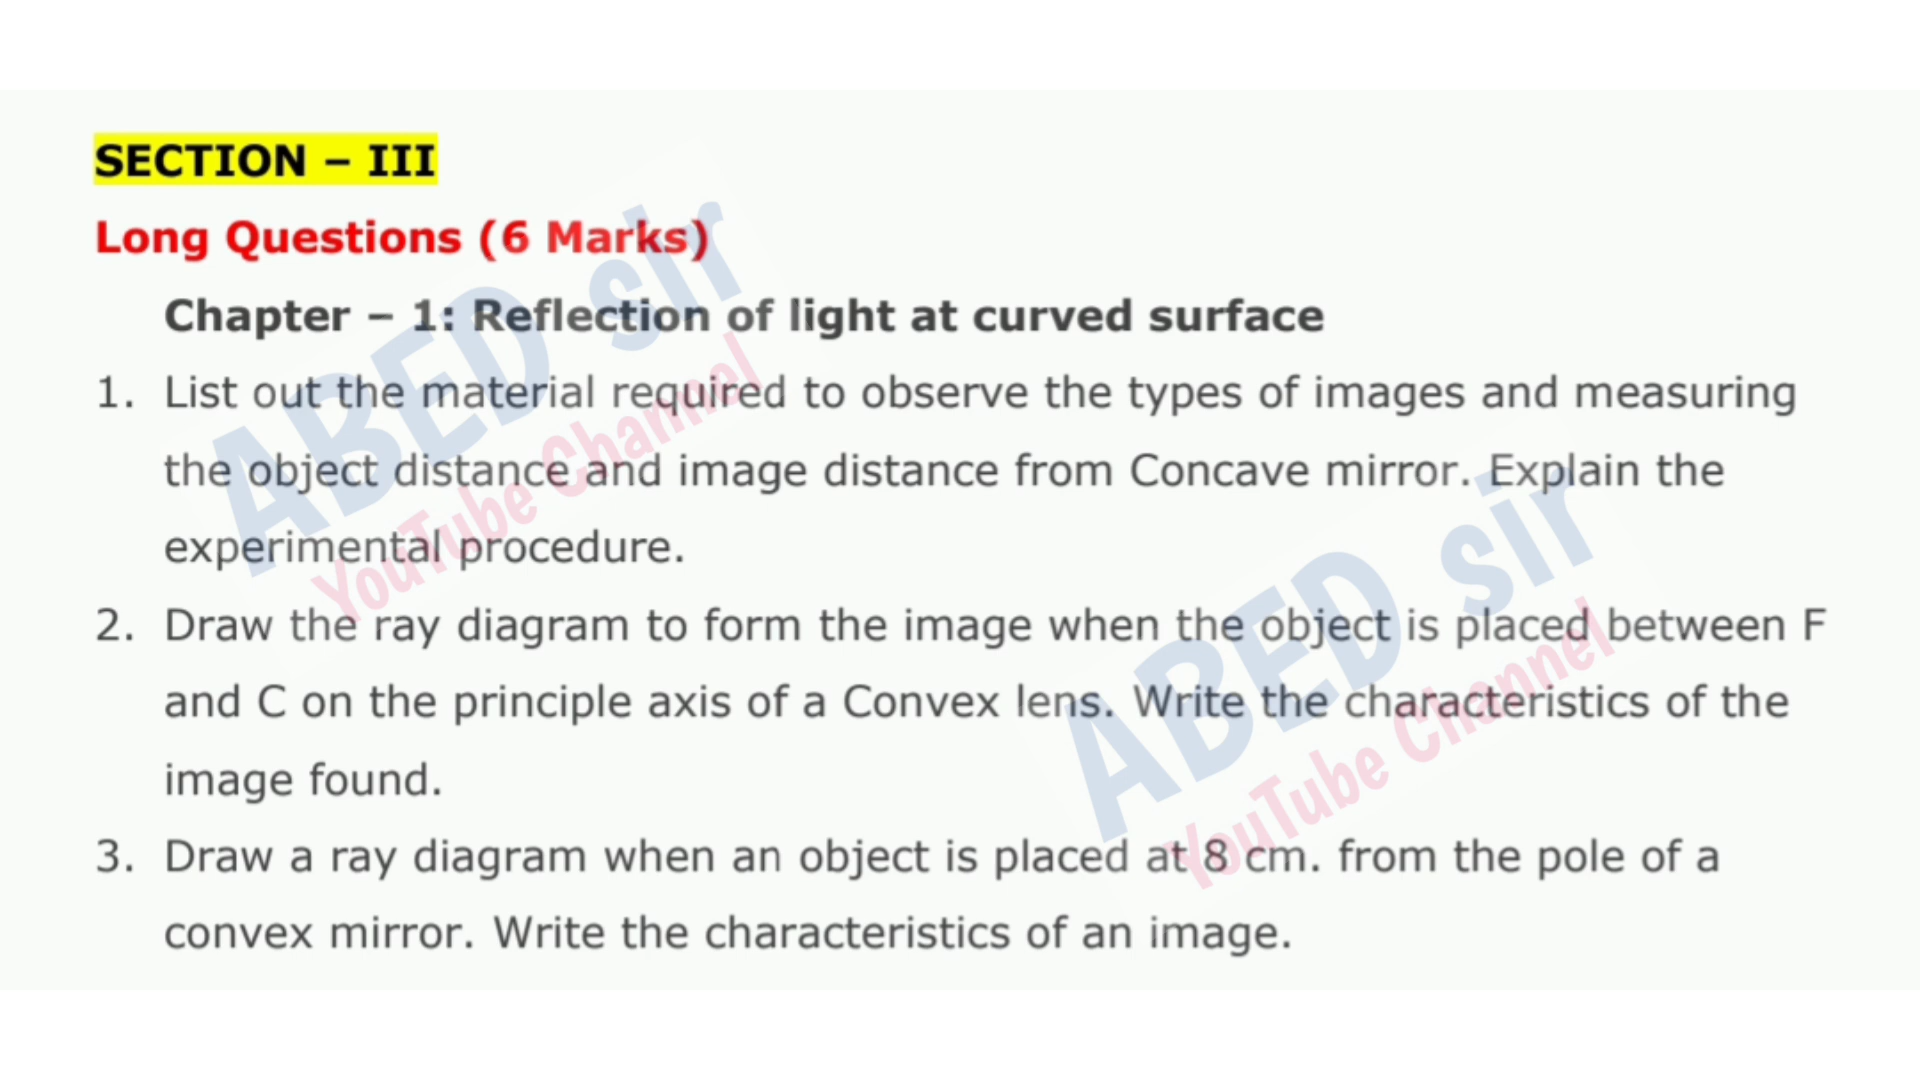 SECTION – III
Long Questions (6 Marks)
Chapter – 1: Reflection of light at curved surface
1. List out the material required to observe the types of images and measuring
the object distance and image distance from Concave mirror. Explain the
experimental procedure.
2. Draw the ray diagram to form the image when the object is placed between F
and C on the principle axis of a Convex lens. Write the characteristics of the
image found.
3. Draw a ray diagram when an object is placed at 8 cm. from the pole of a
convex mirror. Write the characteristics of an image.
ABED sir
YouTube Channel
ABED sir
YouTube Channel